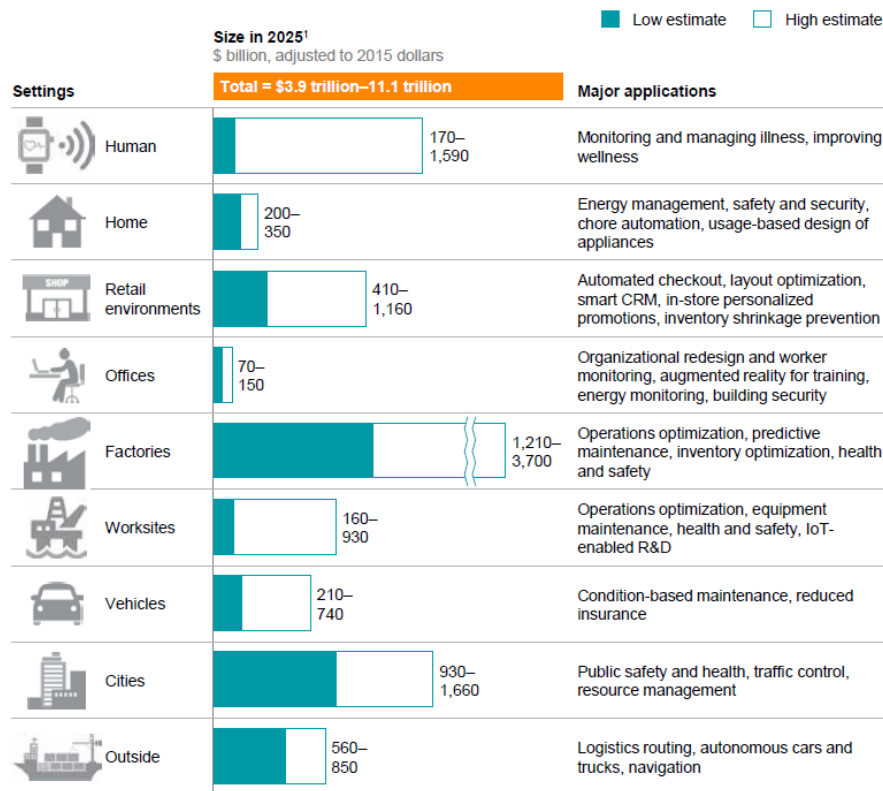 Low estimate High estimate
Size in 2025¹
$ billion, adjusted to 2015 dollars
Settings Total = $3.9 trillion–11.1 trillion Major applications
Human
170–
1,590
Monitoring and managing illness, improving
wellness
Home
200–
350
Energy management, safety and security,
chore automation, usage-based design of
appliances
SHOP
Retail
environments
410–
1,160
Automated checkout, layout optimization,
smart CRM, in-store personalized
promotions, inventory shrinkage prevention
Offices
70–
150
Organizational redesign and worker
monitoring, augmented reality for training,
energy monitoring, building security
Factories
1,210–
3,700
Operations optimization, predictive
maintenance, inventory optimization, health
and safety
Worksites
160–
930
Operations optimization, equipment
maintenance, health and safety, IoT-
enabled R&D
Vehicles
210–
740
Condition-based maintenance, reduced
insurance
Cities
930–
1,660
Public safety and health, traffic control,
resource management
Outside
560–
850
Logistics routing, autonomous cars and
trucks, navigation